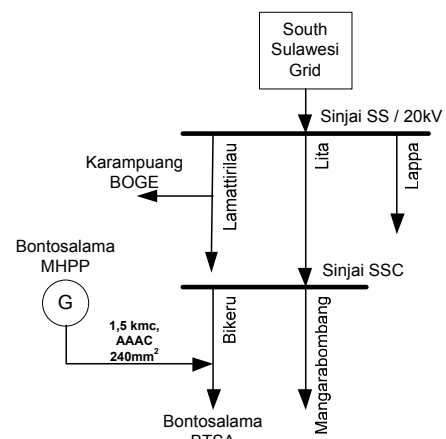 South
Sulawesi
Grid
Sinjai SS / 20kV
Karampuang
BOGE
Lamattirilau
Lita
Lappa
Bontosalama
MHPP
G
Sinjai SSC
1,5 kmc,
AAAC
240mm²
Bikeru
Mangarabombang
Bontosalama